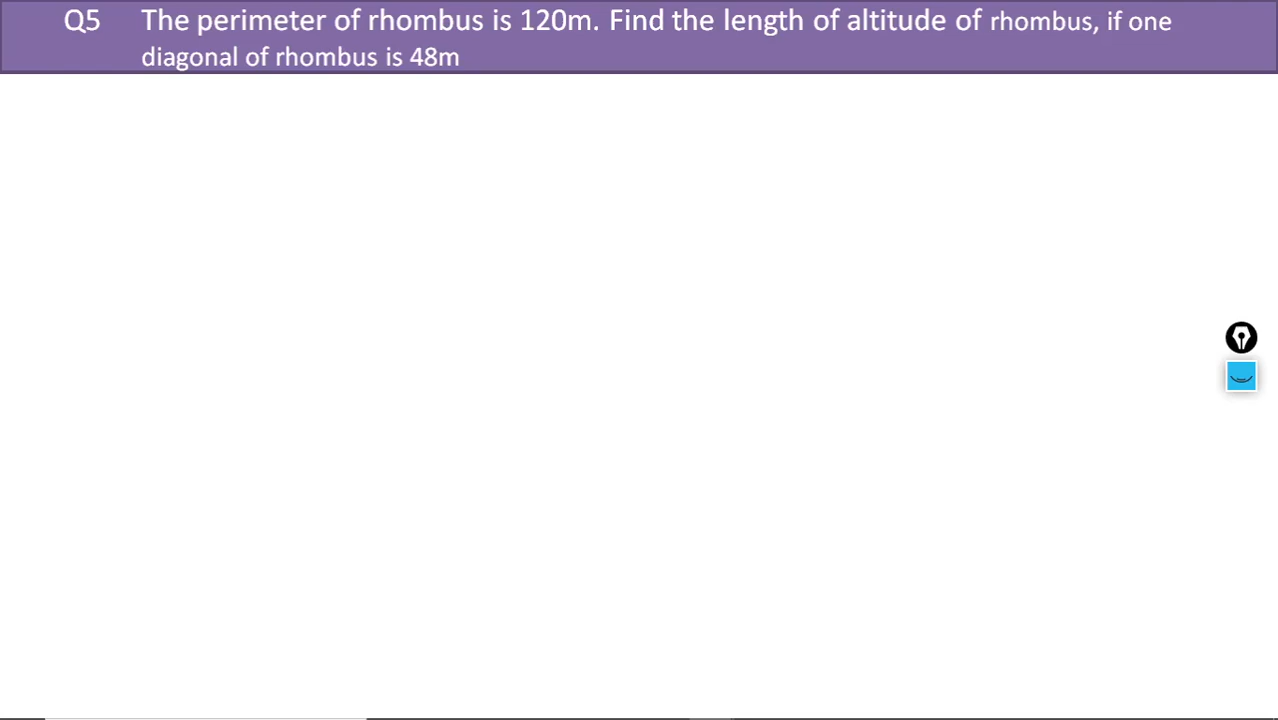 Q5 The perimeter of rhombus is 120m. Find the length of altitude of rhombus, if one
diagonal of rhombus is 48m